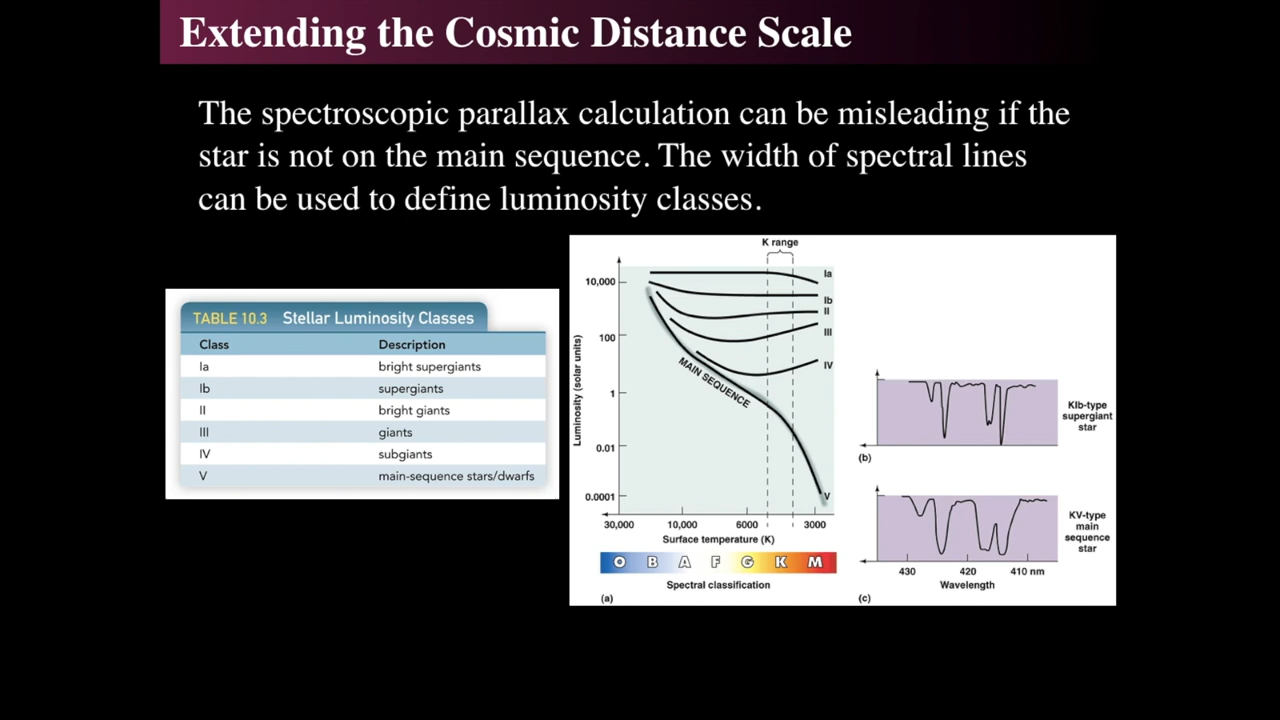 Extending the Cosmic Distance Scale
The spectroscopic parallax calculation can be misleading if the
star is not on the main sequence. The width of spectral lines
can be used to define luminosity classes.
TABLE 10.3 Stellar Luminosity Classes
Class Description
Ia bright supergiants
Ib supergiants
II bright giants
III giants
IV subgiants
V main-sequence stars/dwarfs
K range
10,000
100
1
0.01
0.0001
Luminosity (solar units)
Ia
Ib
II
III
IV
V
MAIN SEQUENCE
30,000 10,000 6000 3000
Surface temperature (K)
O B A F G K M
Spectral classification
(a)
KIb-type
supergiant
star
(b)
KV-type
main
sequence
star
430 420 410 nm
Wavelength
(c)